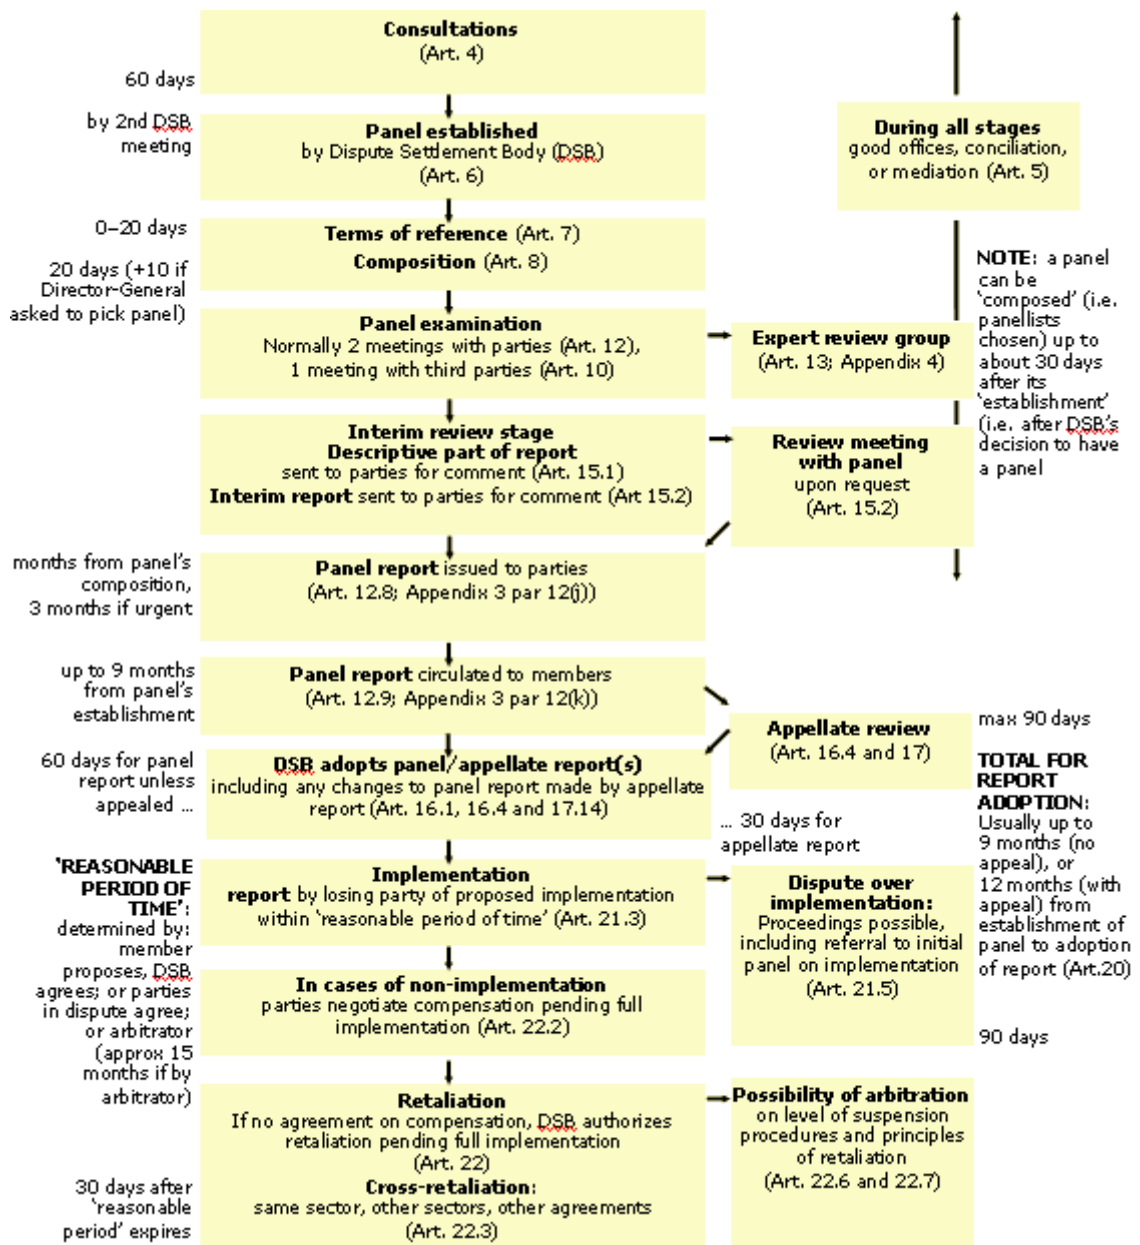 Consultations
(Art. 4)
60 days
by 2nd DSB
meeting
Panel established
by Dispute Settlement Body (DSB)
(Art. 6)
During all stages
good offices, conciliation,
or mediation (Art. 5)
0–20 days
Terms of reference (Art. 7)
Composition (Art. 8)
20 days (+10 if
Director-General
asked to pick panel)
NOTE: a panel
can be
‘composed’ (i.e.
panellists
chosen) up to
about 30 days
after its
‘establishment’
(i.e. after DSB’s
decision to have
a panel
Panel examination
Normally 2 meetings with parties (Art. 12),
1 meeting with third parties (Art. 10)
Expert review group
(Art. 13; Appendix 4)
Interim review stage
Descriptive part of report
sent to parties for comment (Art. 15.1)
Interim report sent to parties for comment (Art 15.2)
Review meeting
with panel
upon request
(Art. 15.2)
months from panel’s
composition,
3 months if urgent
Panel report issued to parties
(Art. 12.8; Appendix 3 par 12(j))
up to 9 months
from panel’s
establishment
Panel report circulated to members
(Art. 12.9; Appendix 3 par 12(k))
Appellate review
(Art. 16.4 and 17)
max 90 days
60 days for panel
report unless
appealed …
DSB adopts panel/appellate report(s)
including any changes to panel report made by appellate
report (Art. 16.1, 16.4 and 17.14)
… 30 days for
appellate report
TOTAL FOR
REPORT
ADOPTION:
Usually up to
9 months (no
appeal), or
12 months (with
appeal) from
establishment of
panel to adoption
of report (Art.20)
‘REASONABLE
PERIOD OF
TIME’:
determined by:
member
proposes, DSB
agrees; or parties
in dispute agree;
or arbitrator
(approx 15
months if by
arbitrator)
Implementation
report by losing party of proposed implementation
within ‘reasonable period of time’ (Art. 21.3)
Dispute over
implementation:
Proceedings possible,
including referral to initial
panel on implementation
(Art. 21.5)
In cases of non-implementation
parties negotiate compensation pending full
implementation (Art. 22.2)
90 days
Retaliation
If no agreement on compensation, DSB authorizes
retaliation pending full implementation
(Art. 22)
Cross-retaliation:
same sector, other sectors, other agreements
(Art. 22.3)
Possibility of arbitration
on level of suspension
procedures and principles
of retaliation
(Art. 22.6 and 22.7)
30 days after
‘reasonable
period’ expires